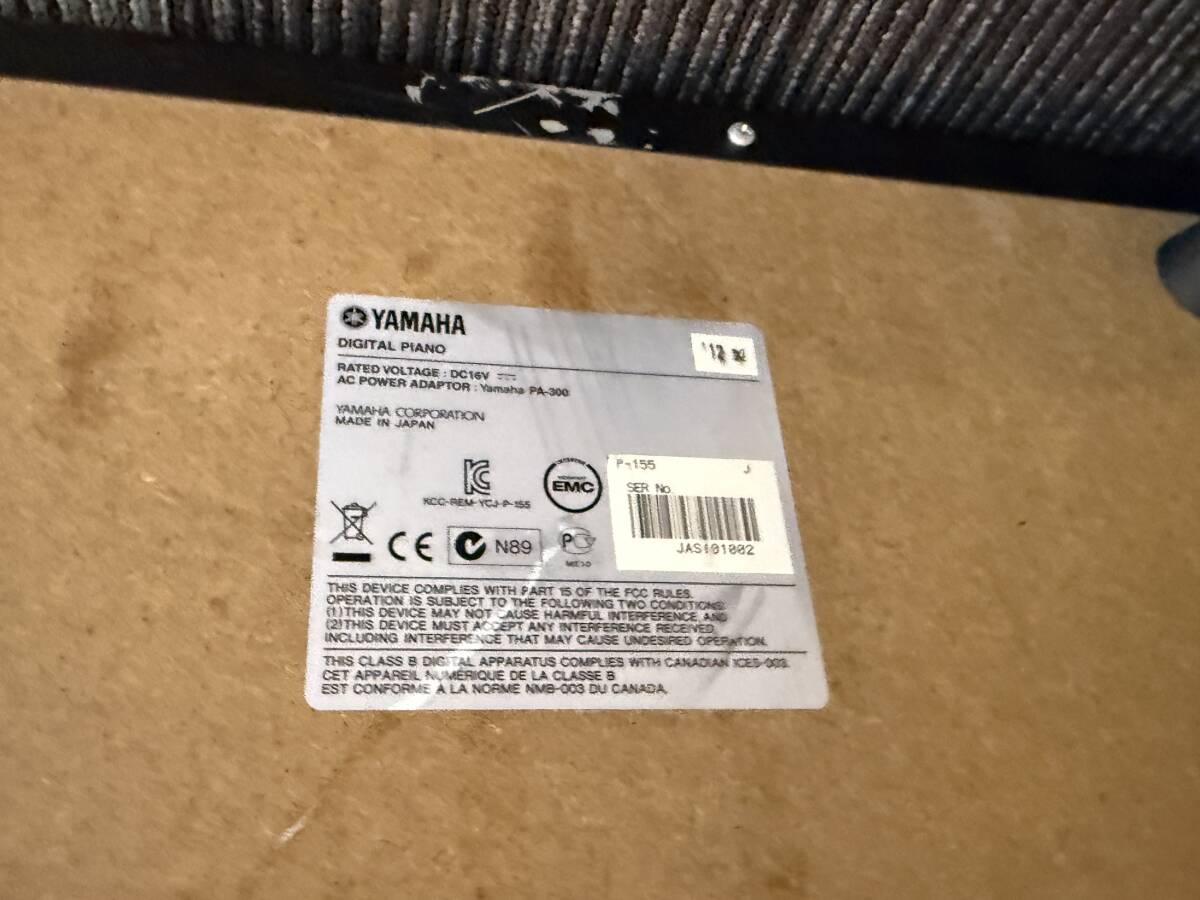 YAMAHA
DIGITAL PIANO
RATED VOLTAGE : DC16V
AC POWER ADAPTOR : Yamaha PA-300
YAMAHA CORPORATION
MADE IN JAPAN
KCC-REM-YCJ-P-155
EMC
P-155 J
SER No.
CE N89
THIS DEVICE COMPLIES WITH PART 15 OF THE FCC RULES.
OPERATION IS SUBJECT TO THE FOLLOWING TWO CONDITIONS:
(1) THIS DEVICE MAY NOT CAUSE HARMFUL INTERFERENCE, AND
(2) THIS DEVICE MUST ACCEPT ANY INTERFERENCE RECEIVED,
INCLUDING INTERFERENCE THAT MAY CAUSE UNDESIRED OPERATION.
THIS CLASS B DIGITAL APPARATUS COMPLIES WITH CANADIAN ICES-003.
CET APPAREIL NUMÉRIQUE DE LA CLASSE B
EST CONFORME A LA NORME NMB-003 DU CANADA.